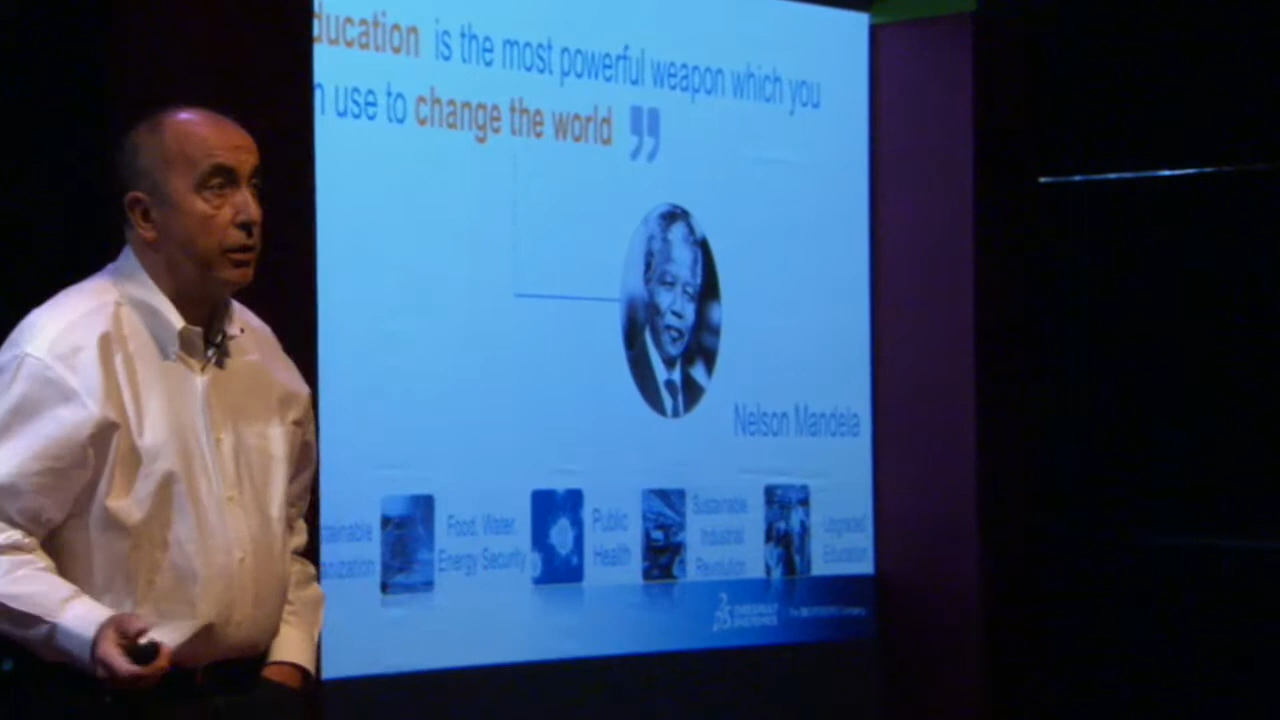 ducation is the most powerful weapon which you
n use to change the world ”
Nelson Mandela
Food, Water,
Energy Security
Public
Health
Sustainable
Industrial
Revolution
Upgraded
Education
DASSAULT
SYSTEMES